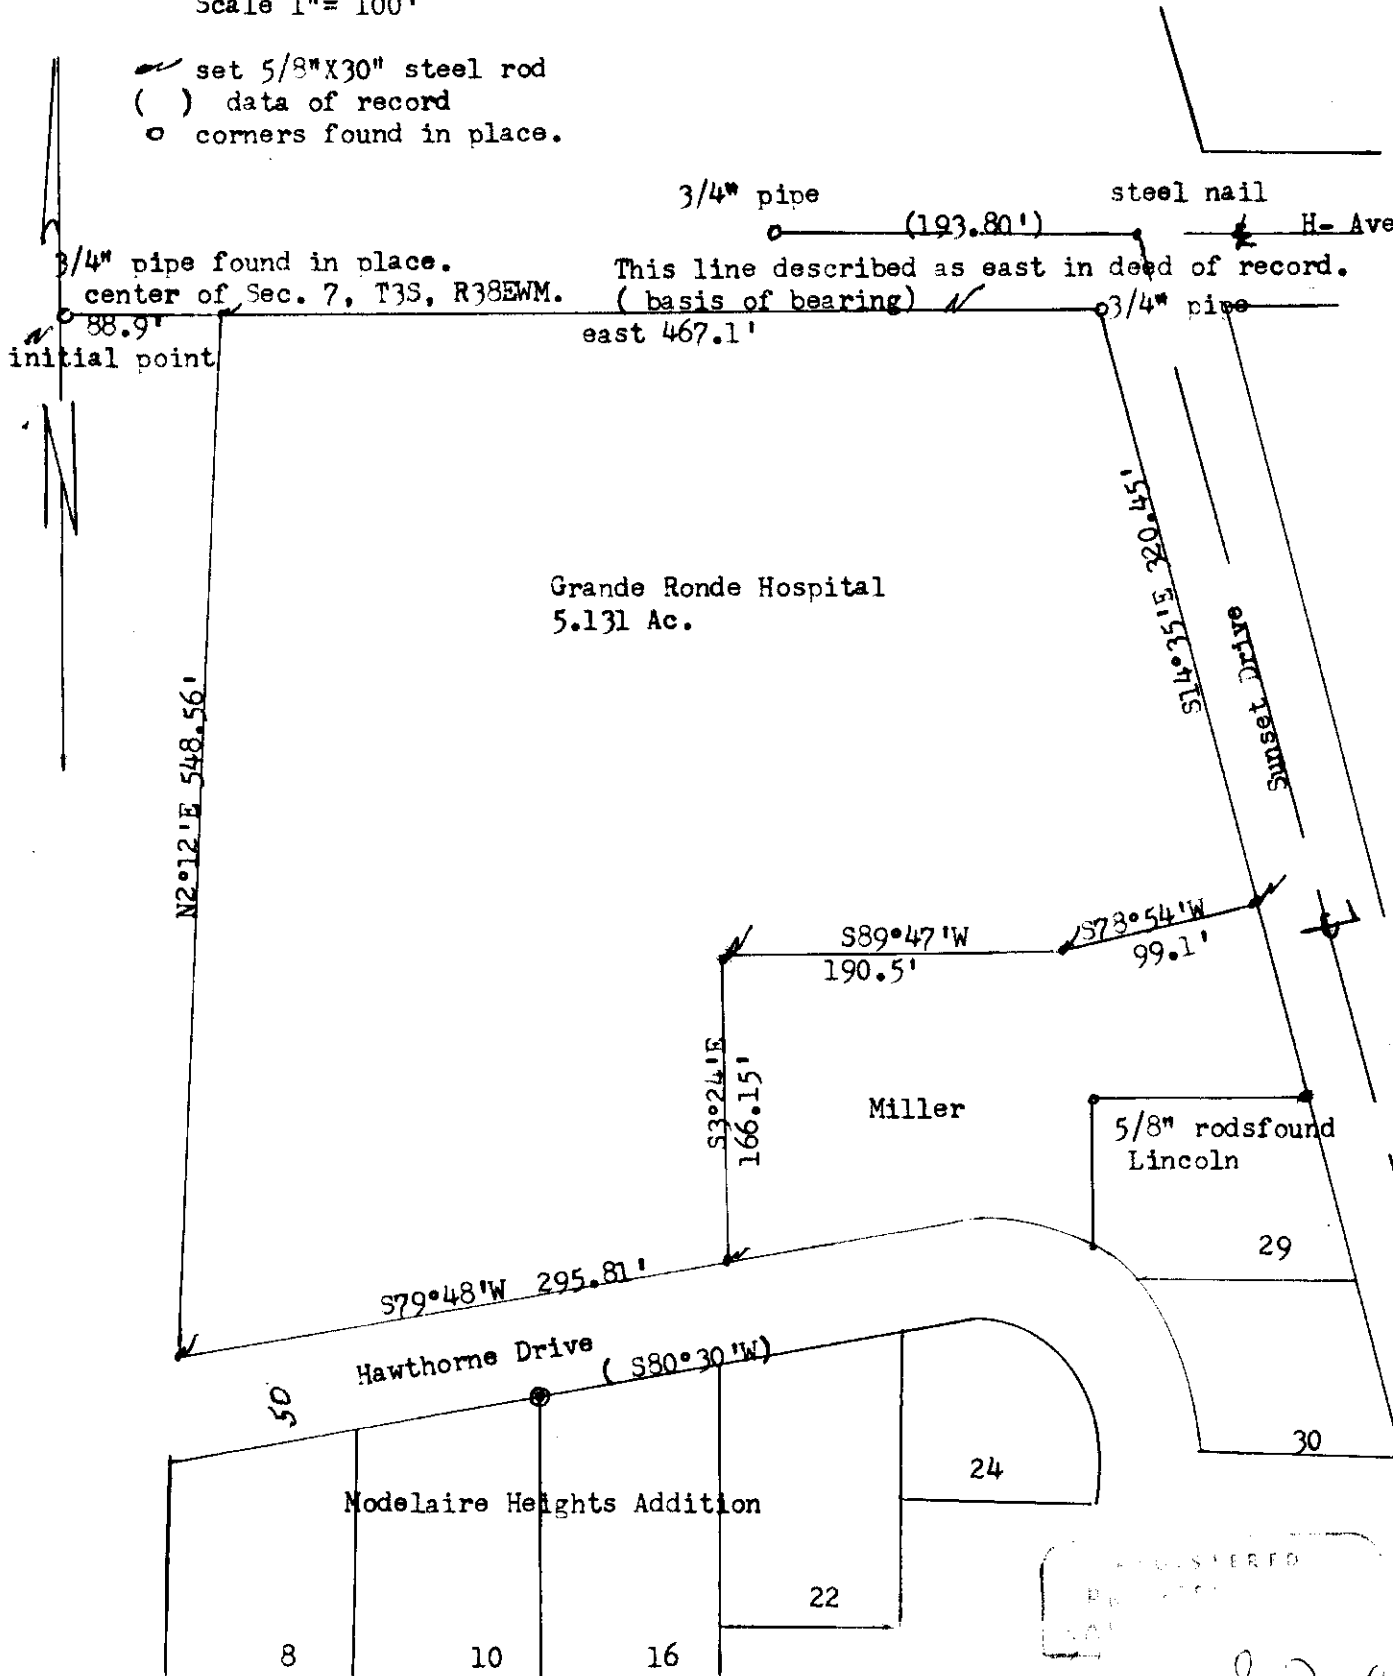 Scale 1"= 100'
set 5/8"X30" steel rod
( ) data of record
o corners found in place.
3/4" pipe
steel nail
(193.80')
H- Ave
3/4" pipe found in place.
center of Sec. 7, T3S, R38EWM.
This line described as east in deed of record.
( basis of bearing)
3/4" pipe
88.9'
east 467.1'
initial point
N
S14°35'E 320.45'
Grande Ronde Hospital
5.131 Ac.
Sunset Drive
N2°12'E 548.56'
S89°47'W
190.5'
S78°54'W
99.1'
S3°24'E
166.15'
Miller
5/8" rodsfound
Lincoln
29
S79°48'W 295.81'
Hawthorne Drive
( S80°30'W)
50
30
24
Modelaire Heights Addition
22
8
10
16